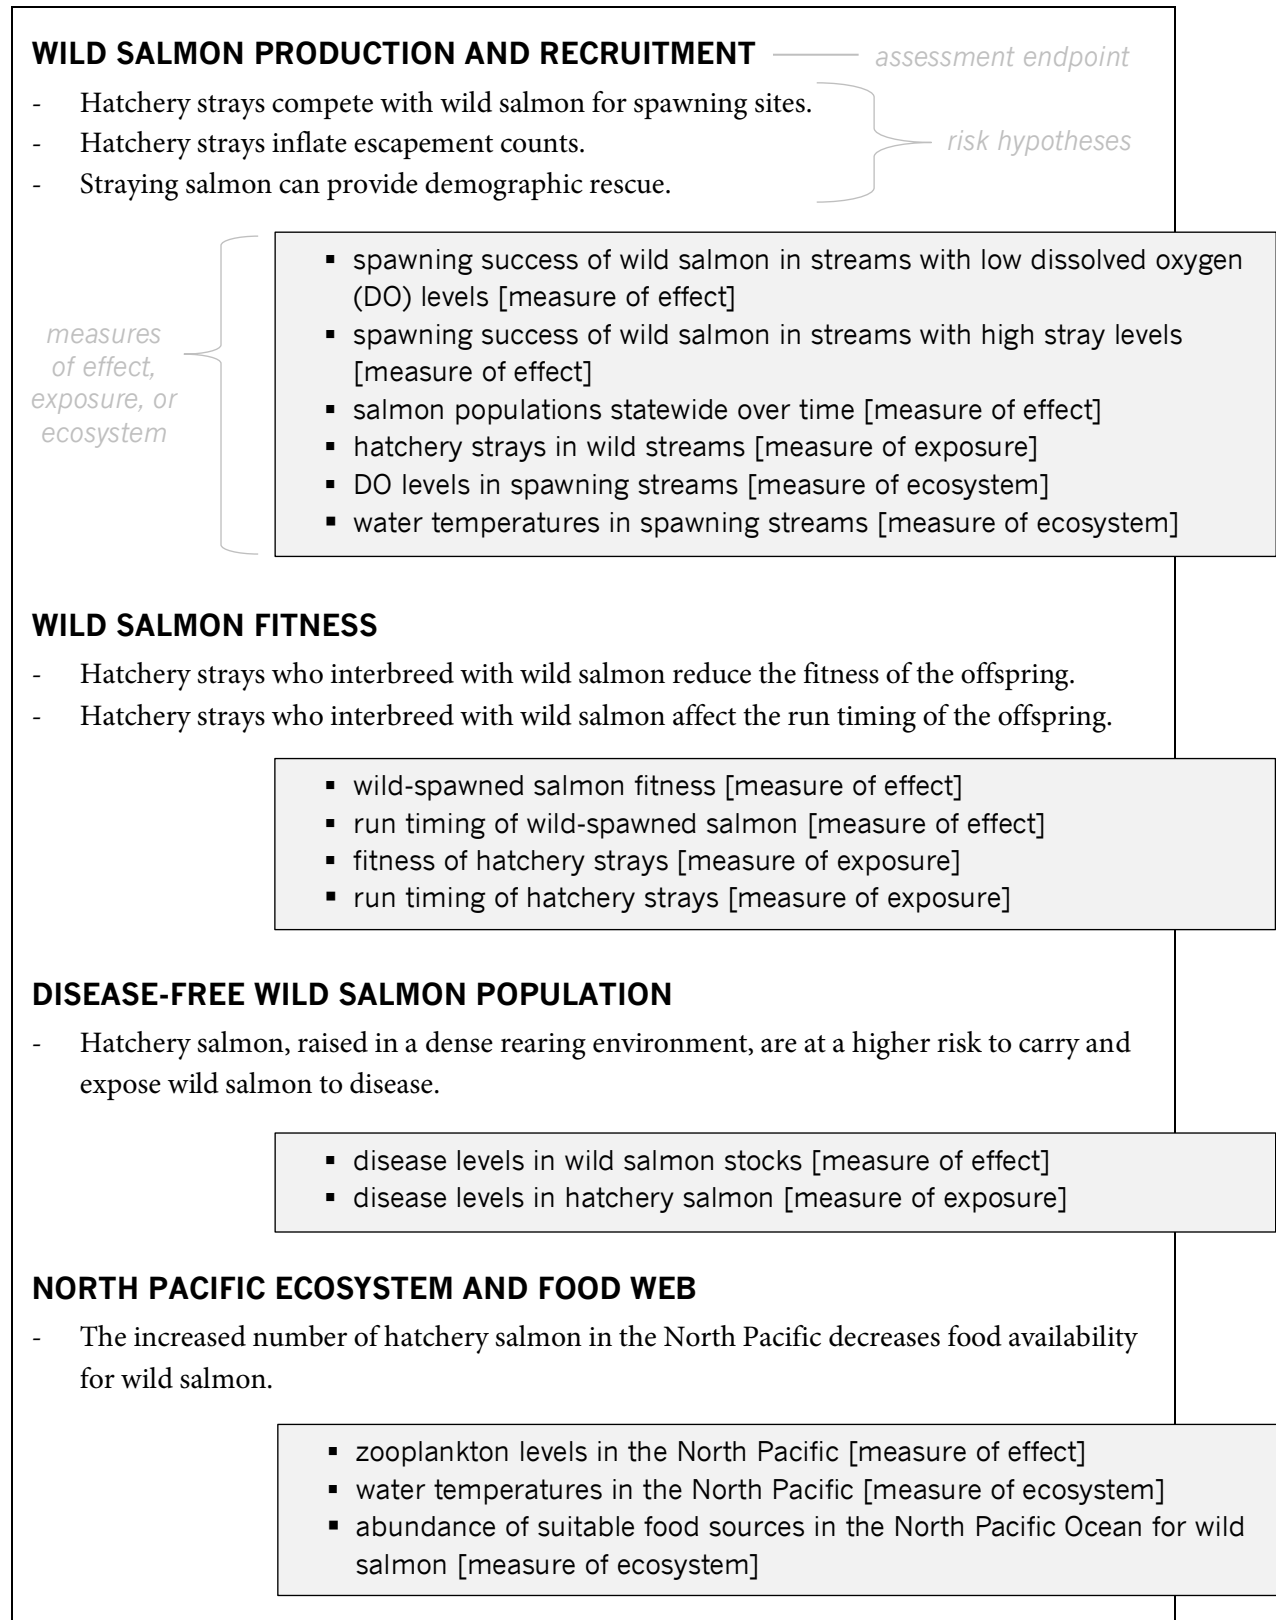 WILD SALMON PRODUCTION AND RECRUITMENT assessment endpoint
- Hatchery strays compete with wild salmon for spawning sites.
- Hatchery strays inflate escapement counts.
risk hypotheses
- Straying salmon can provide demographic rescue.
measures
of effect,
exposure, or
ecosystem
▪ spawning success of wild salmon in streams with low dissolved oxygen
(DO) levels [measure of effect]
▪ spawning success of wild salmon in streams with high stray levels
[measure of effect]
▪ salmon populations statewide over time [measure of effect]
▪ hatchery strays in wild streams [measure of exposure]
▪ DO levels in spawning streams [measure of ecosystem]
▪ water temperatures in spawning streams [measure of ecosystem]
WILD SALMON FITNESS
- Hatchery strays who interbreed with wild salmon reduce the fitness of the offspring.
- Hatchery strays who interbreed with wild salmon affect the run timing of the offspring.
▪ wild-spawned salmon fitness [measure of effect]
▪ run timing of wild-spawned salmon [measure of effect]
▪ fitness of hatchery strays [measure of exposure]
▪ run timing of hatchery strays [measure of exposure]
DISEASE-FREE WILD SALMON POPULATION
- Hatchery salmon, raised in a dense rearing environment, are at a higher risk to carry and
expose wild salmon to disease.
▪ disease levels in wild salmon stocks [measure of effect]
▪ disease levels in hatchery salmon [measure of exposure]
NORTH PACIFIC ECOSYSTEM AND FOOD WEB
- The increased number of hatchery salmon in the North Pacific decreases food availability
for wild salmon.
▪ zooplankton levels in the North Pacific [measure of effect]
▪ water temperatures in the North Pacific [measure of ecosystem]
▪ abundance of suitable food sources in the North Pacific Ocean for wild
salmon [measure of ecosystem]